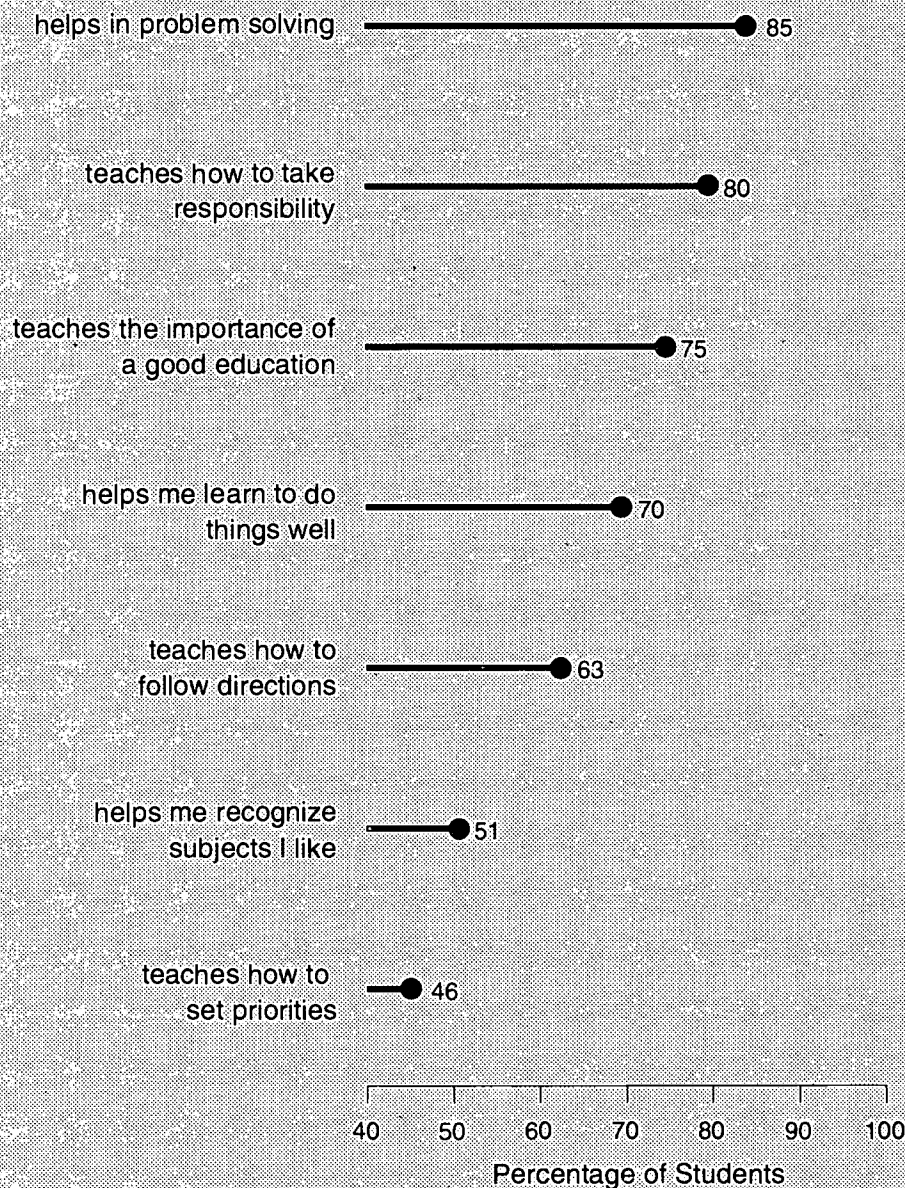 helps in problem solving
85
teaches how to take
responsibility
80
teaches the importance of
a good education
75
helps me learn to do
things well
70
teaches how to
follow directions
63
helps me recognize
subjects I like
51
teaches how to
set priorities
46
40 50 60 70 80 90 100
Percentage of Students